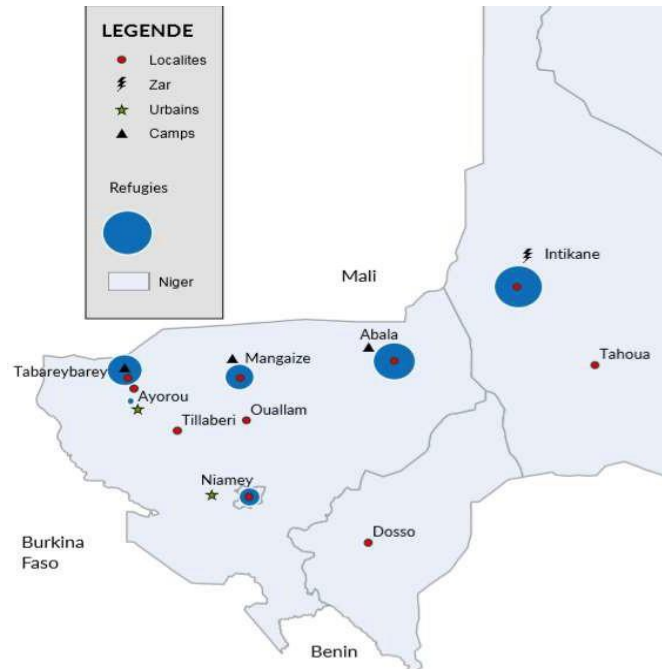 LEGENDE
Localites
Zar
Urbains
Camps
Refugies
Niger
Mali
Intikane
Abala
Tahoua
Mangaize
Tabareybarey
Ayorou
Tillaberi
Ouallam
Niamey
Dosso
Burkina
Faso
Benin